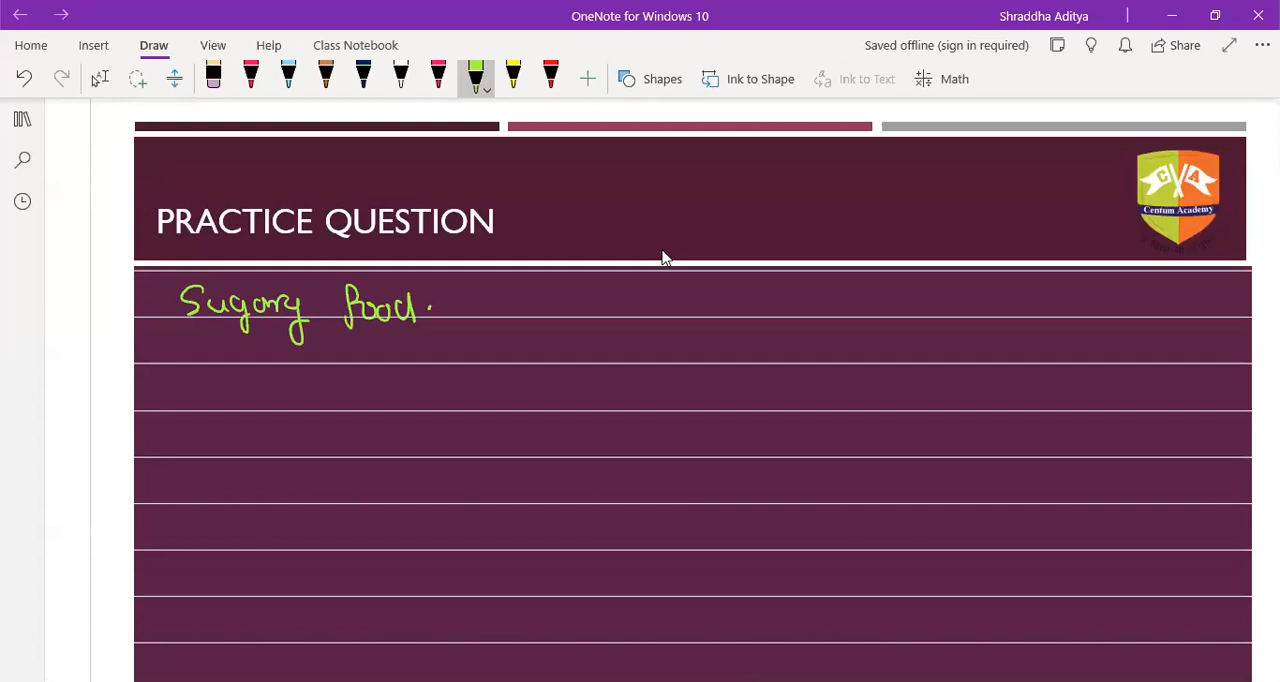 OneNote for Windows 10
Shraddha Aditya
Home Insert Draw View Help Class Notebook
Saved offline (sign in required)
Share
Shapes
Ink to Shape
Ink to Text
Math
PRACTICE QUESTION
CA
Centum Academy
Sugary food.